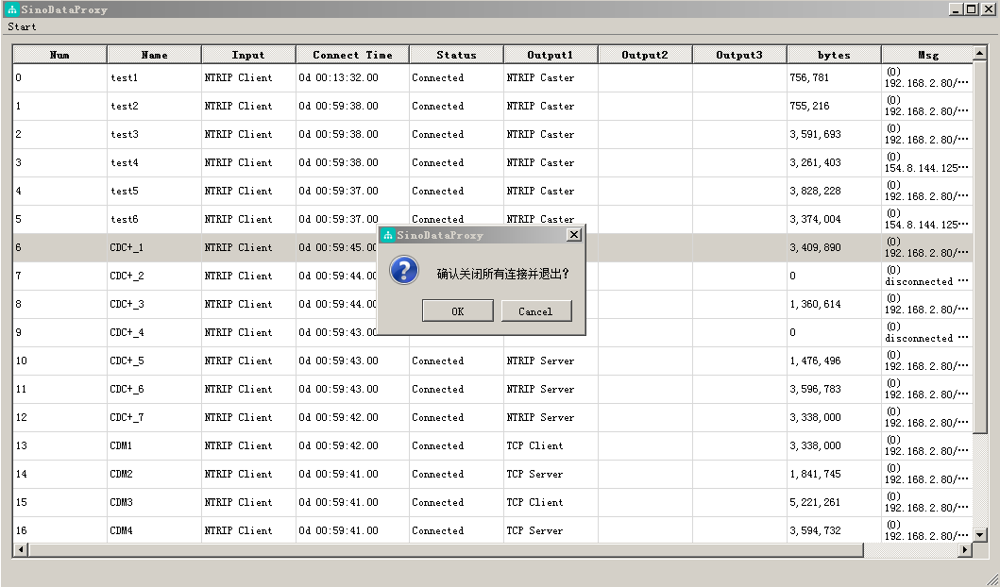 SinoDataProxy
Start
Num Name Input Connect Time Status Output1 Output2 Output3 bytes Msg
0 test1 NTRIP Client 0d 00:13:32.00 Connected NTRIP Caster 756,781 (0) 192.168.2.80/···
1 test2 NTRIP Client 0d 00:59:38.00 Connected NTRIP Caster 755,216 (0) 192.168.2.80/···
2 test3 NTRIP Client 0d 00:59:38.00 Connected NTRIP Caster 3,591,693 (0) 192.168.2.80/···
3 test4 NTRIP Client 0d 00:59:38.00 Connected NTRIP Caster 3,261,403 (0) 154.8.144.125···
4 test5 NTRIP Client 0d 00:59:37.00 Connected NTRIP Caster 3,828,228 (0) 192.168.2.80/···
5 test6 NTRIP Client 0d 00:59:37.00 Connected NTRIP Caster 3,374,004 (0) 154.8.144.125···
6 CDC+_1 NTRIP Client 0d 00:59:45.00 3,409,890 (0) 192.168.2.80/···
7 CDC+_2 NTRIP Client 0d 00:59:44.00 0 (0) disconnected ···
8 CDC+_3 NTRIP Client 0d 00:59:44.00 1,360,614 (0) 192.168.2.80/···
9 CDC+_4 NTRIP Client 0d 00:59:43.00 0 (0) disconnected ···
10 CDC+_5 NTRIP Client 0d 00:59:43.00 Connected NTRIP Server 1,476,496 (0) 192.168.2.80/···
11 CDC+_6 NTRIP Client 0d 00:59:43.00 Connected NTRIP Server 3,596,783 (0) 192.168.2.80/···
12 CDC+_7 NTRIP Client 0d 00:59:42.00 Connected NTRIP Server 3,338,000 (0) 192.168.2.80/···
13 CDM1 NTRIP Client 0d 00:59:42.00 Connected TCP Client 3,338,000 (0) 192.168.2.80/···
14 CDM2 NTRIP Client 0d 00:59:41.00 Connected TCP Server 1,841,745 (0) 192.168.2.80/···
15 CDM3 NTRIP Client 0d 00:59:41.00 Connected TCP Client 5,221,261 (0) 192.168.2.80/···
16 CDM4 NTRIP Client 0d 00:59:41.00 Connected TCP Server 3,594,732 (0) 192.168.2.80/···
SinoDataProxy
确认关闭所有连接并退出?
OK Cancel